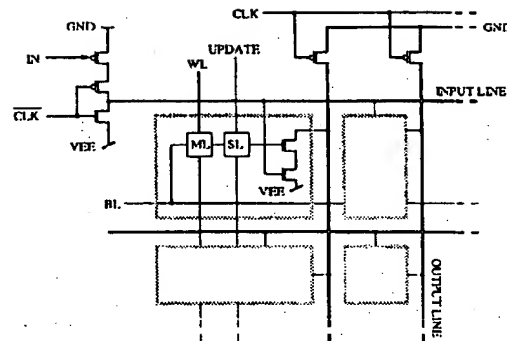 CLK
GND
GND
IN
UPDATE
WL
INPUT LINE
CLK
VEE
ML
SL
VEE
BL
OUTPUT LINE